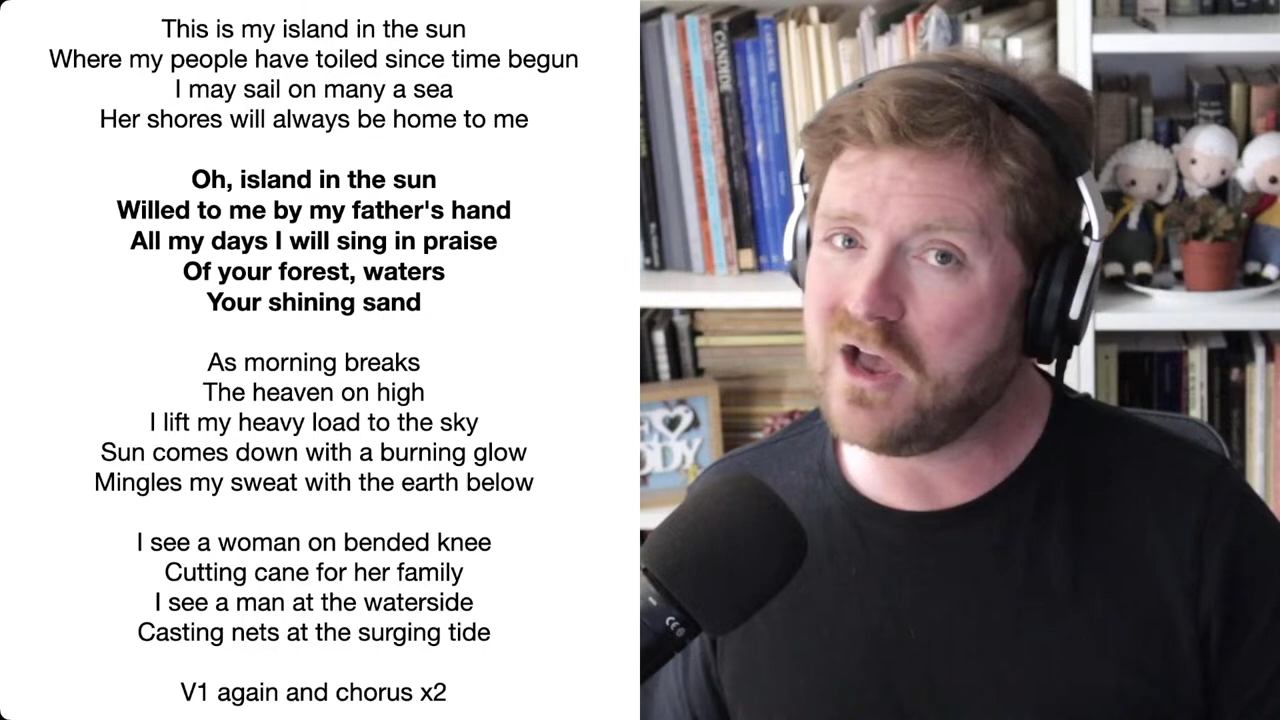 This is my island in the sun
Where my people have toiled since time begun
I may sail on many a sea
Her shores will always be home to me
Oh, island in the sun
Willed to me by my father's hand
All my days I will sing in praise
Of your forest, waters
Your shining sand
As morning breaks
The heaven on high
I lift my heavy load to the sky
Sun comes down with a burning glow
Mingles my sweat with the earth below
I see a woman on bended knee
Cutting cane for her family
I see a man at the waterside
Casting nets at the surging tide
V1 again and chorus x2
CANDIDE
CE